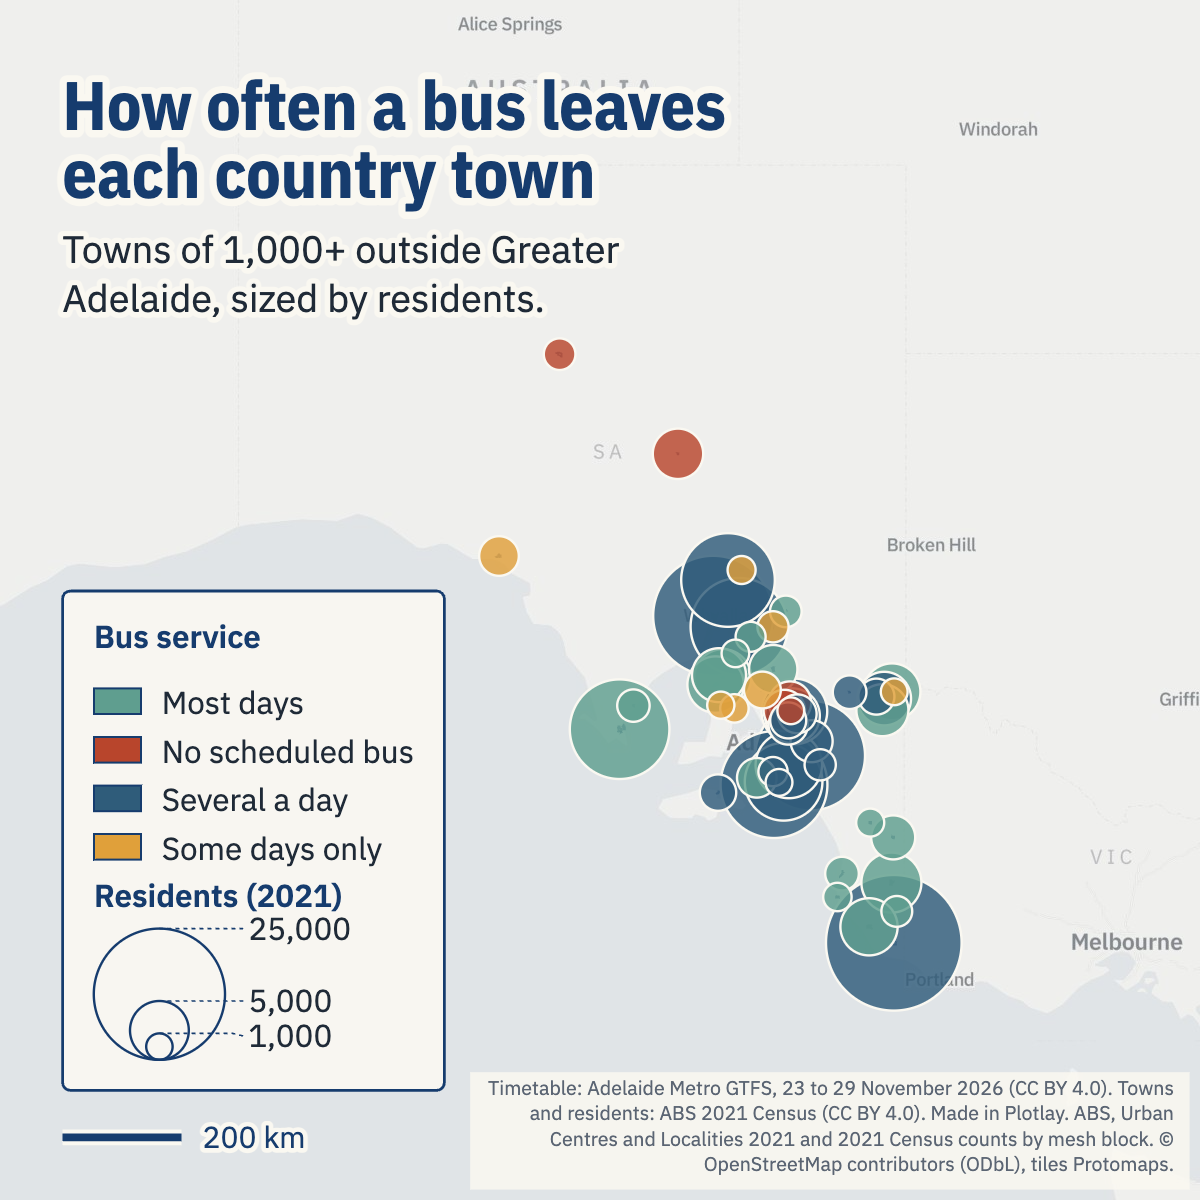 Alice Springs
AUSTRALIA
How often a bus leaves
each country town
Windorah
Towns of 1,000+ outside Greater
Adelaide, sized by residents.
SA
Broken Hill
Bus service
Most days
No scheduled bus
Several a day
Some days only
Residents (2021)
25,000
5,000
1,000
Griffi
Ad
VIC
Melbourne
Portland
200 km
Timetable: Adelaide Metro GTFS, 23 to 29 November 2026 (CC BY 4.0). Towns
and residents: ABS 2021 Census (CC BY 4.0). Made in Plotlay. ABS, Urban
Centres and Localities 2021 and 2021 Census counts by mesh block. ©
OpenStreetMap contributors (ODbL), tiles Protomaps.